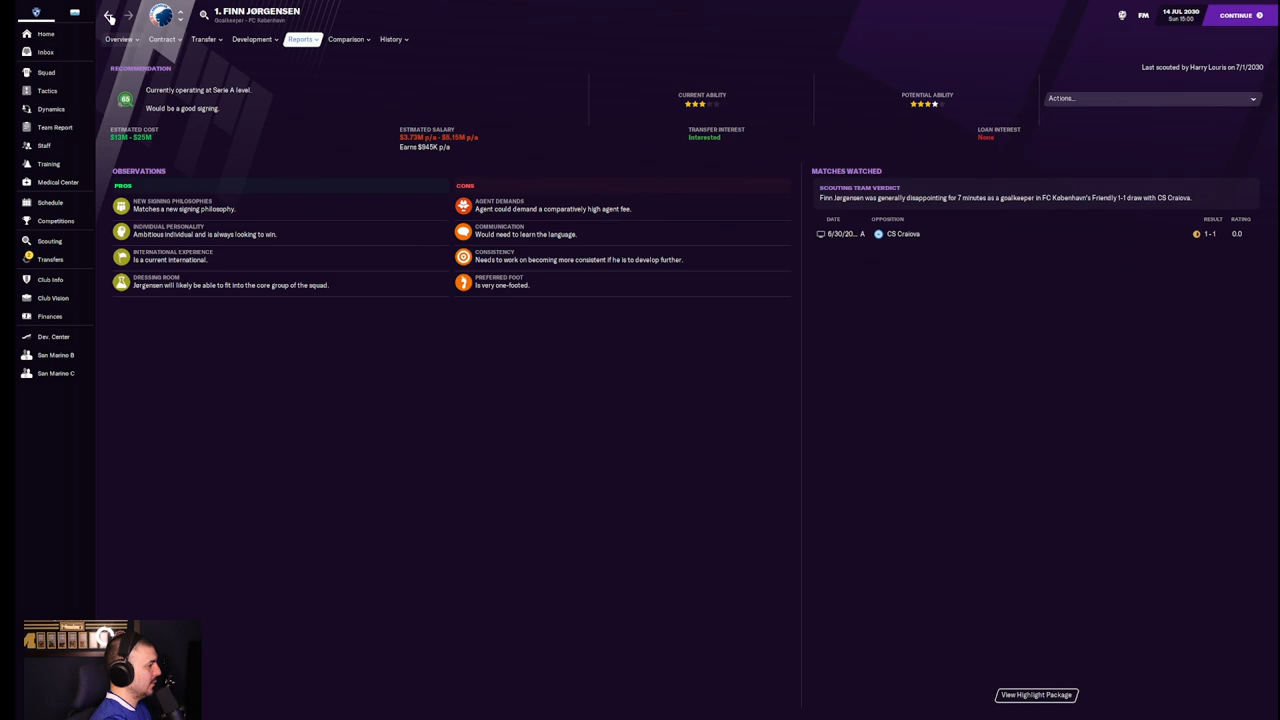 1. FINN JØRGENSEN
Goalkeeper - FC København
FM
14 JUL 2030
Sun 15:00
CONTINUE
Home
Inbox
Squad
Tactics
Dynamics
Team Report
Staff
Training
Medical Center
Schedule
Competitions
Scouting
Transfers
Club Info
Club Vision
Finances
Dev. Center
San Marino B
San Marino C
Overview
Contract
Transfer
Development
Reports
Comparison
History
RECOMMENDATION
65
Currently operating at Serie A level.
Would be a good signing.
CURRENT ABILITY
POTENTIAL ABILITY
Last scouted by Harry Louris on 7/1/2030
Actions...
ESTIMATED COST
$13M - $25M
ESTIMATED SALARY
$3.73M p/a - $5.15M p/a
Earns $945K p/a
TRANSFER INTEREST
Interested
LOAN INTEREST
None
OBSERVATIONS
PROS
NEW SIGNING PHILOSOPHIES
Matches a new signing philosophy.
INDIVIDUAL PERSONALITY
Ambitious individual and is always looking to win.
INTERNATIONAL EXPERIENCE
Is a current international.
DRESSING ROOM
Jørgensen will likely be able to fit into the core group of the squad.
CONS
AGENT DEMANDS
Agent could demand a comparatively high agent fee.
COMMUNICATION
Would need to learn the language.
CONSISTENCY
Needs to work on becoming more consistent if he is to develop further.
PREFERRED FOOT
Is very one-footed.
MATCHES WATCHED
SCOUTING TEAM VERDICT
Finn Jørgensen was generally disappointing for 7 minutes as a goalkeeper in FC København's Friendly 1-1 draw with CS Craiova.
DATE OPPOSITION RESULT RATING
6/30/20... A CS Craiova 1 - 1 0.0
View Highlight Package